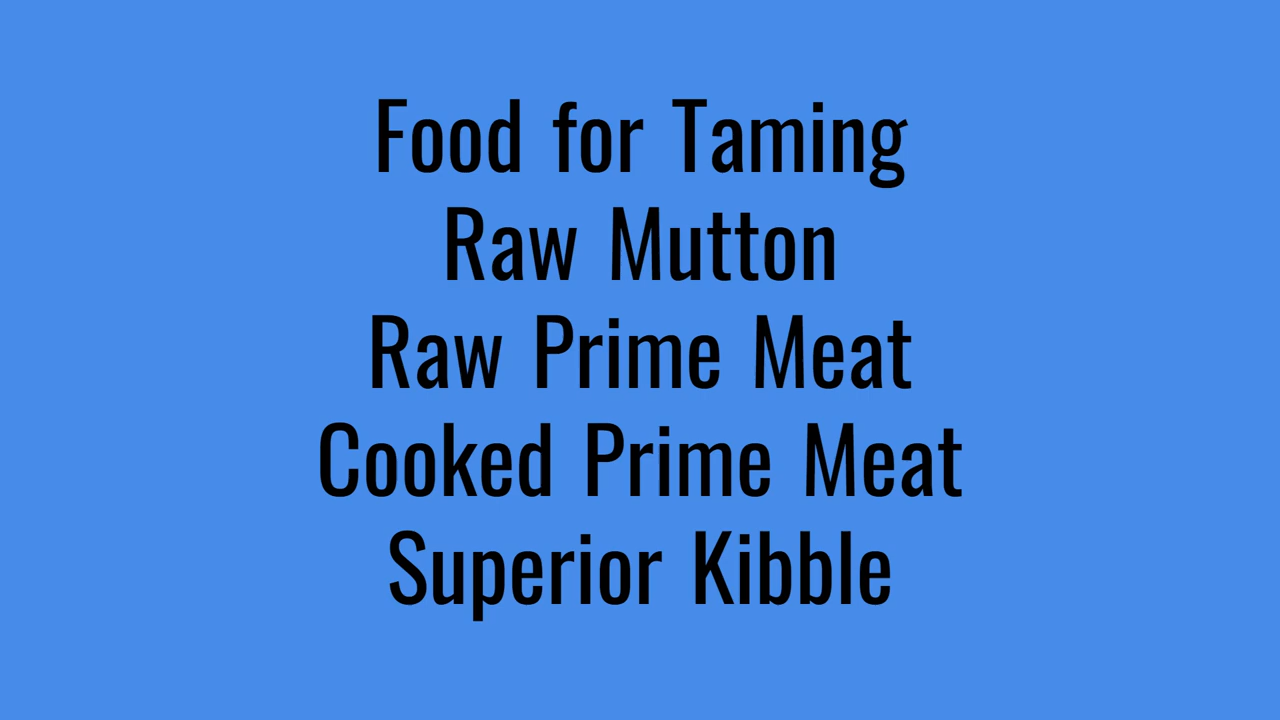 Food for Taming
Raw Mutton
Raw Prime Meat
Cooked Prime Meat
Superior Kibble